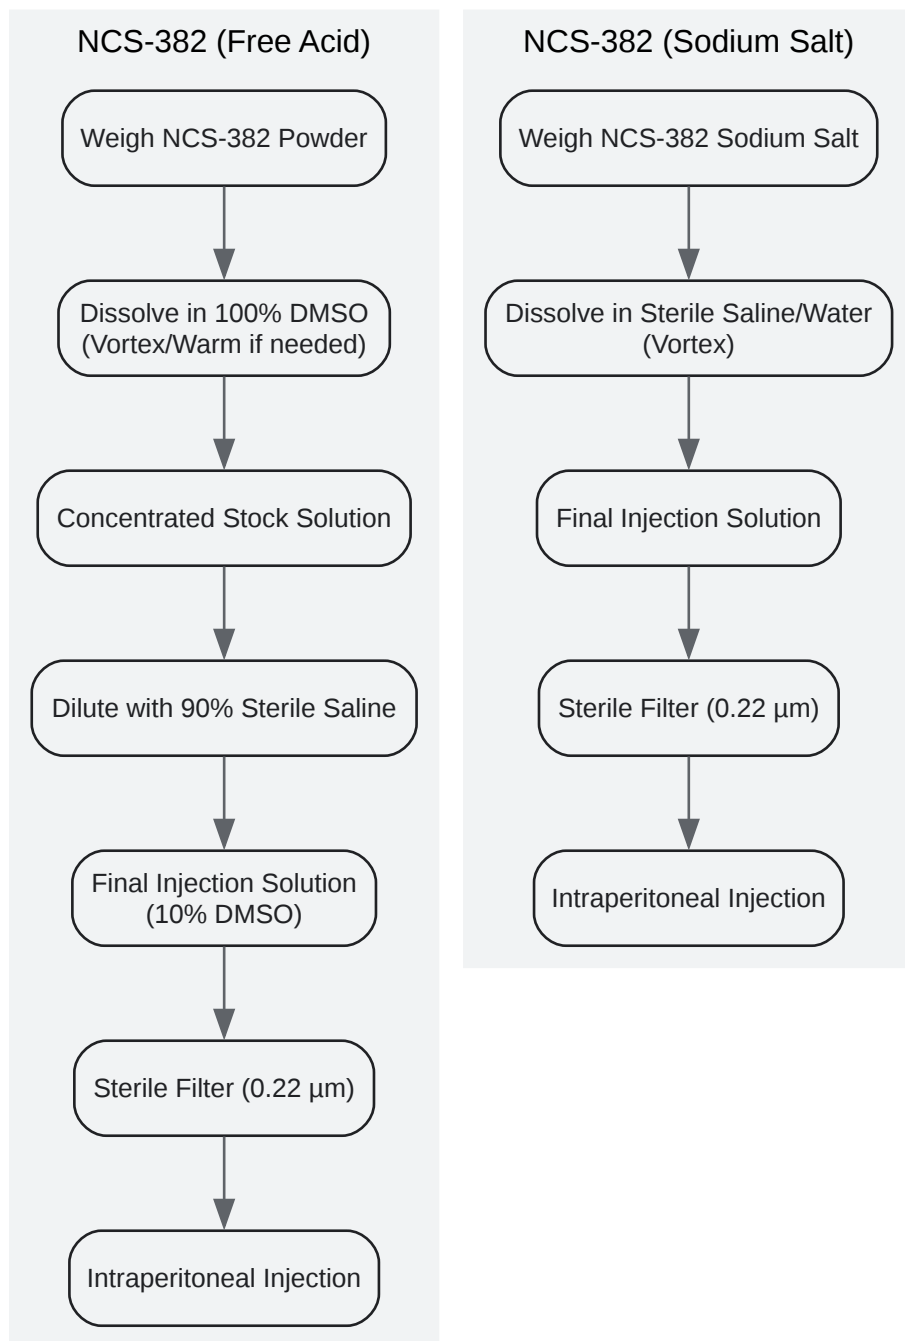 NCS-382 (Free Acid)
Weigh NCS-382 Powder
Dissolve in 100% DMSO
(Vortex/Warm if needed)
Concentrated Stock Solution
Dilute with 90% Sterile Saline
Final Injection Solution
(10% DMSO)
Sterile Filter (0.22 µm)
Intraperitoneal Injection
NCS-382 (Sodium Salt)
Weigh NCS-382 Sodium Salt
Dissolve in Sterile Saline/Water
(Vortex)
Final Injection Solution
Sterile Filter (0.22 µm)
Intraperitoneal Injection